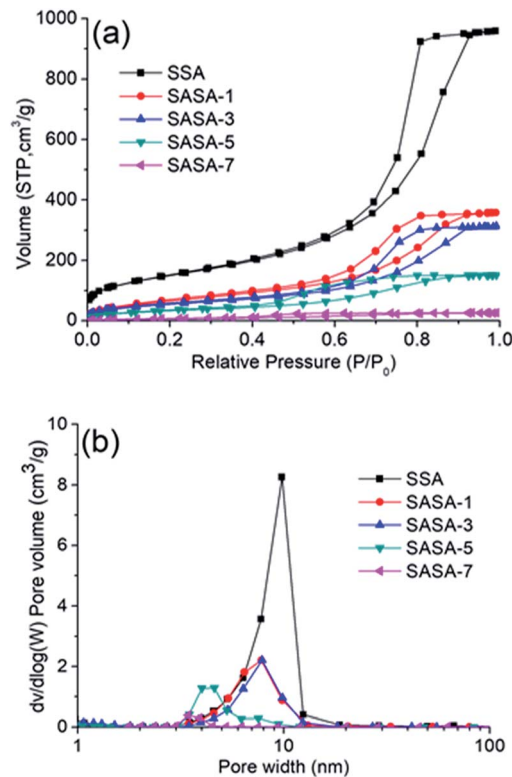 (a)
SSA
SASA-1
SASA-3
SASA-5
SASA-7
Volume (STP,cm³/g)
1000
800
600
400
200
0
0.0 0.2 0.4 0.6 0.8 1.0
Relative Pressure (P/P₀)
(b)
SSA
SASA-1
SASA-3
SASA-5
SASA-7
dv/dlog(W) Pore volume (cm³/g)
10
8
6
4
2
0
1 10 100
Pore width (nm)